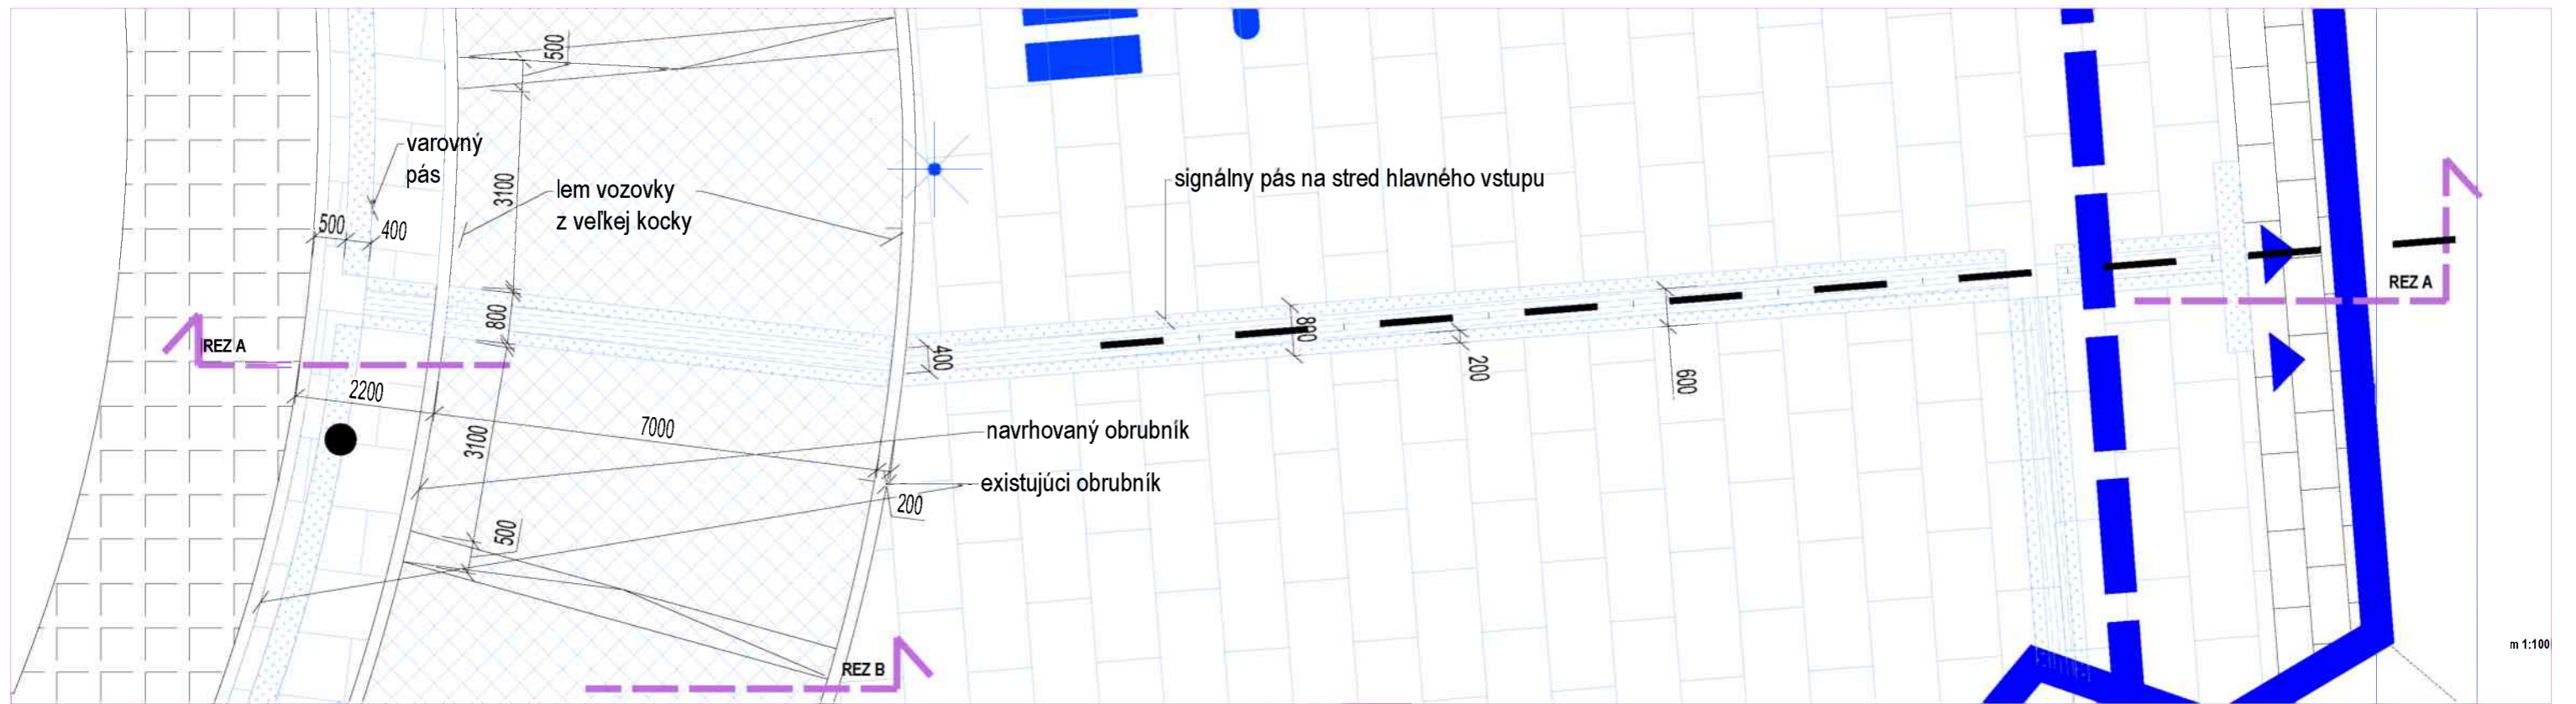 500
varovný
pás
3100
lem vozovky
z veľkej kocky
signálny pás na stred hlavného vstupu
500
400
800
800
REZ A
REZ A
400
200
600
2200
7000
3100
navrhovaný obrubník
existujúci obrubník
200
500
REZ B
m 1:100